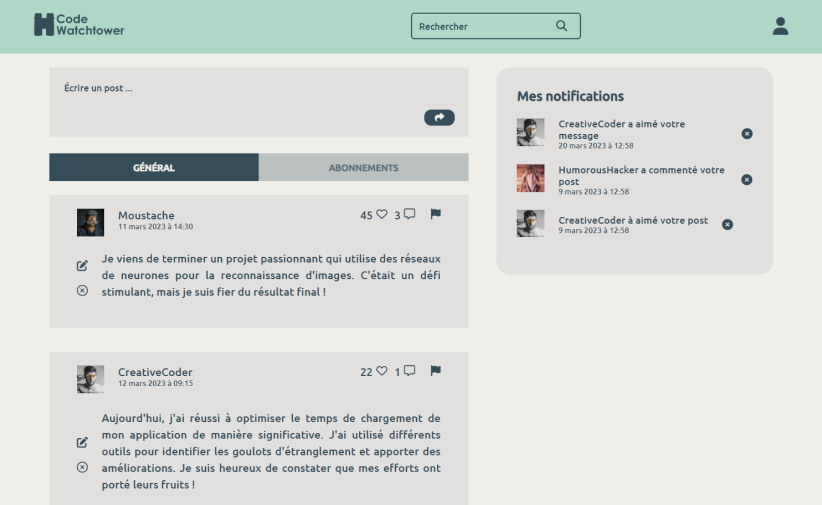 Code
Watchtower
Rechercher
Écrire un post ...
GÉNÉRAL
ABONNEMENTS
Moustache
11 mars 2023 à 14:30
45
3
Je viens de terminer un projet passionnant qui utilise des réseaux
de neurones pour la reconnaissance d'images. C'était un défi
stimulant, mais je suis fier du résultat final !
CreativeCoder
12 mars 2023 à 09:15
22
1
Aujourd'hui, j'ai réussi à optimiser le temps de chargement de
mon application de manière significative. J'ai utilisé différents
outils pour identifier les goulots d'étranglement et apporter des
améliorations. Je suis heureux de constater que mes efforts ont
porté leurs fruits !
Mes notifications
CreativeCoder a aimé votre
message
20 mars 2023 à 12:58
HumorousHacker a commenté votre
post
9 mars 2023 à 12:58
CreativeCoder à aimé votre post
9 mars 2023 à 12:58